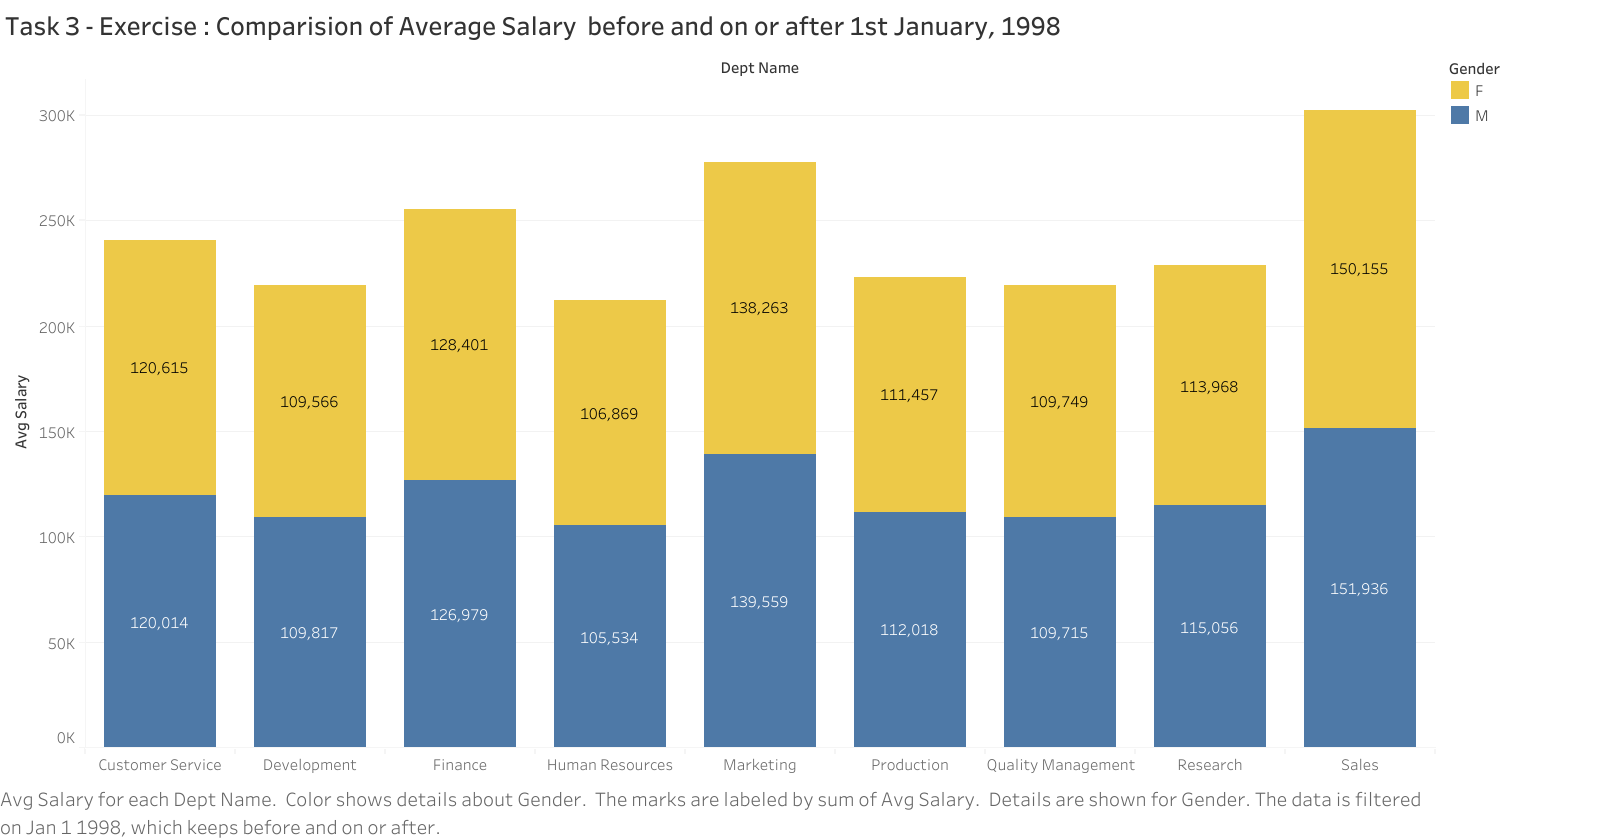 Task 3 - Exercise : Comparision of Average Salary  before and on or after 1st January, 1998
Dept Name
Gender
F
M
Avg Salary
300K
250K
200K
150K
100K
50K
0K
120,615
109,566
128,401
106,869
138,263
111,457
109,749
113,968
150,155
120,014
109,817
126,979
105,534
139,559
112,018
109,715
115,056
151,936
Customer Service
Development
Finance
Human Resources
Marketing
Production
Quality Management
Research
Sales
Avg Salary for each Dept Name.  Color shows details about Gender.  The marks are labeled by sum of Avg Salary.  Details are shown for Gender. The data is filtered
on Jan 1 1998, which keeps before and on or after.